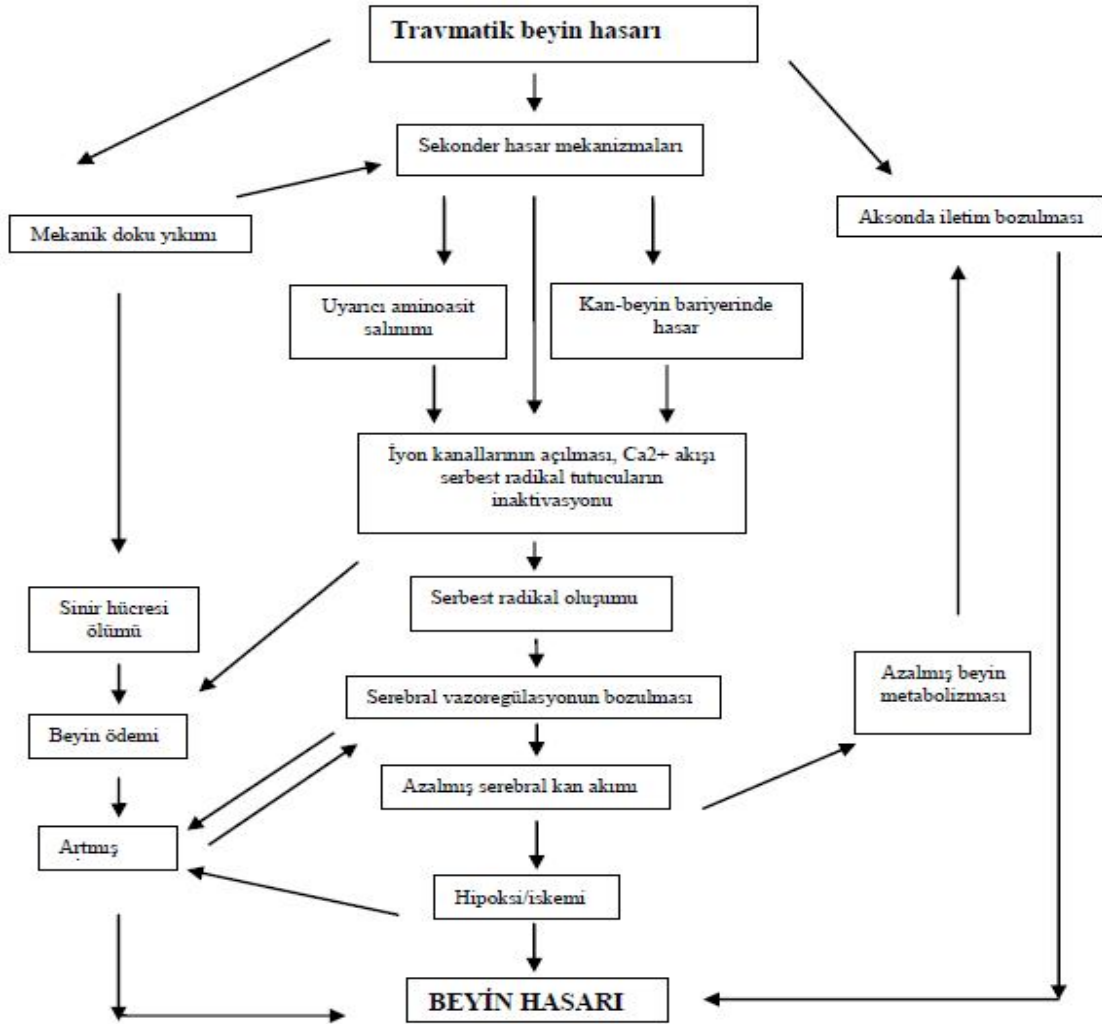 Travmatik beyin hasarı
Sekonder hasar mekanizmaları
Mekanik doku yıkımı
Aksonda iletim bozulması
Uyarıcı aminoasit
salınımı
Kan-beyin bariyerinde
hasar
İyon kanallarının açılması, Ca2+ akışı
serbest radikal tutucuların
inaktivasyonu
Sinir hücresi
ölümü
Serbest radikal oluşumu
Azalmış beyin
metabolizması
Serebral vazoregülasyonun bozulması
Beyin ödemi
Azalmış serebral kan akımı
Artmış
Hipoksi/iskemi
BEYİN HASARI